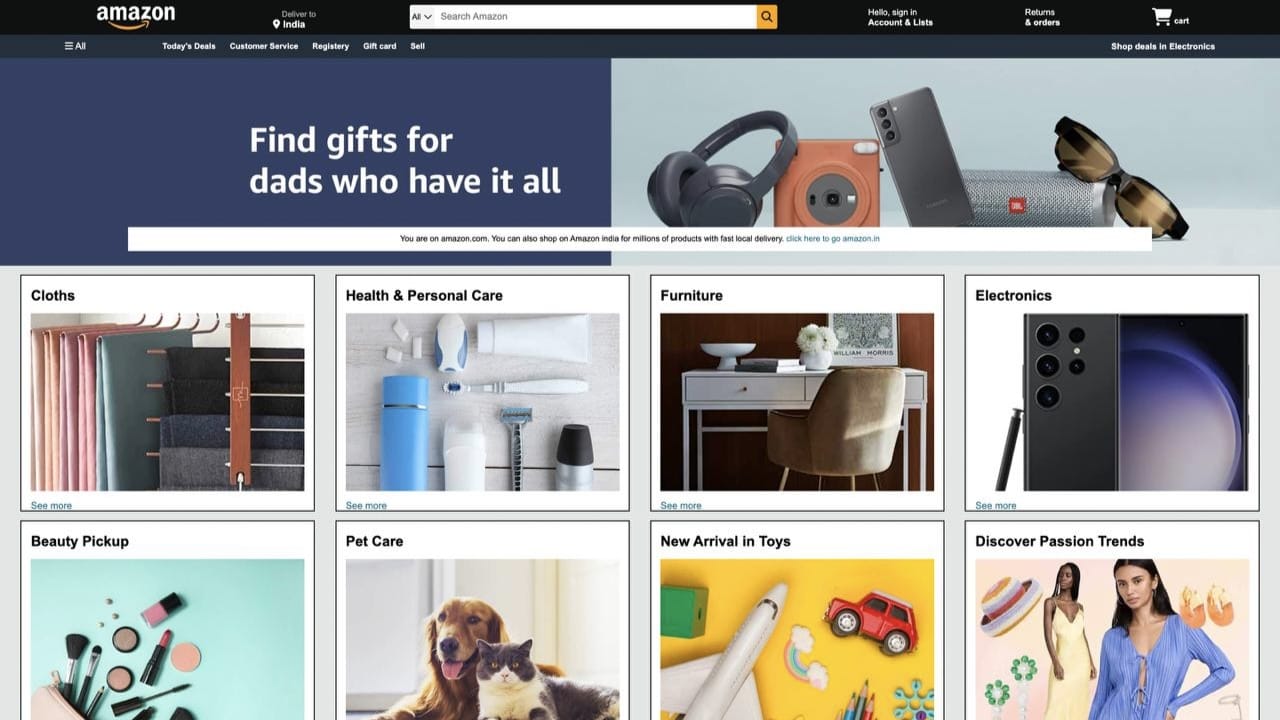 amazon
Deliver to
India
All
Search Amazon
Hello, sign in
Account & Lists
Returns
& orders
cart
All
Today's Deals
Customer Service
Registery
Gift card
Sell
Shop deals in Electronics
Find gifts for
dads who have it all
SAMSUNG
JBL
You are on amazon.com. You can also shop on Amazon india for millions of products with fast local delivery. click here to go amazon.in
Cloths
Health & Personal Care
Furniture
Electronics
WILLIAM MORRIS
See more
See more
See more
See more
Beauty Pickup
Pet Care
New Arrival in Toys
Discover Passion Trends